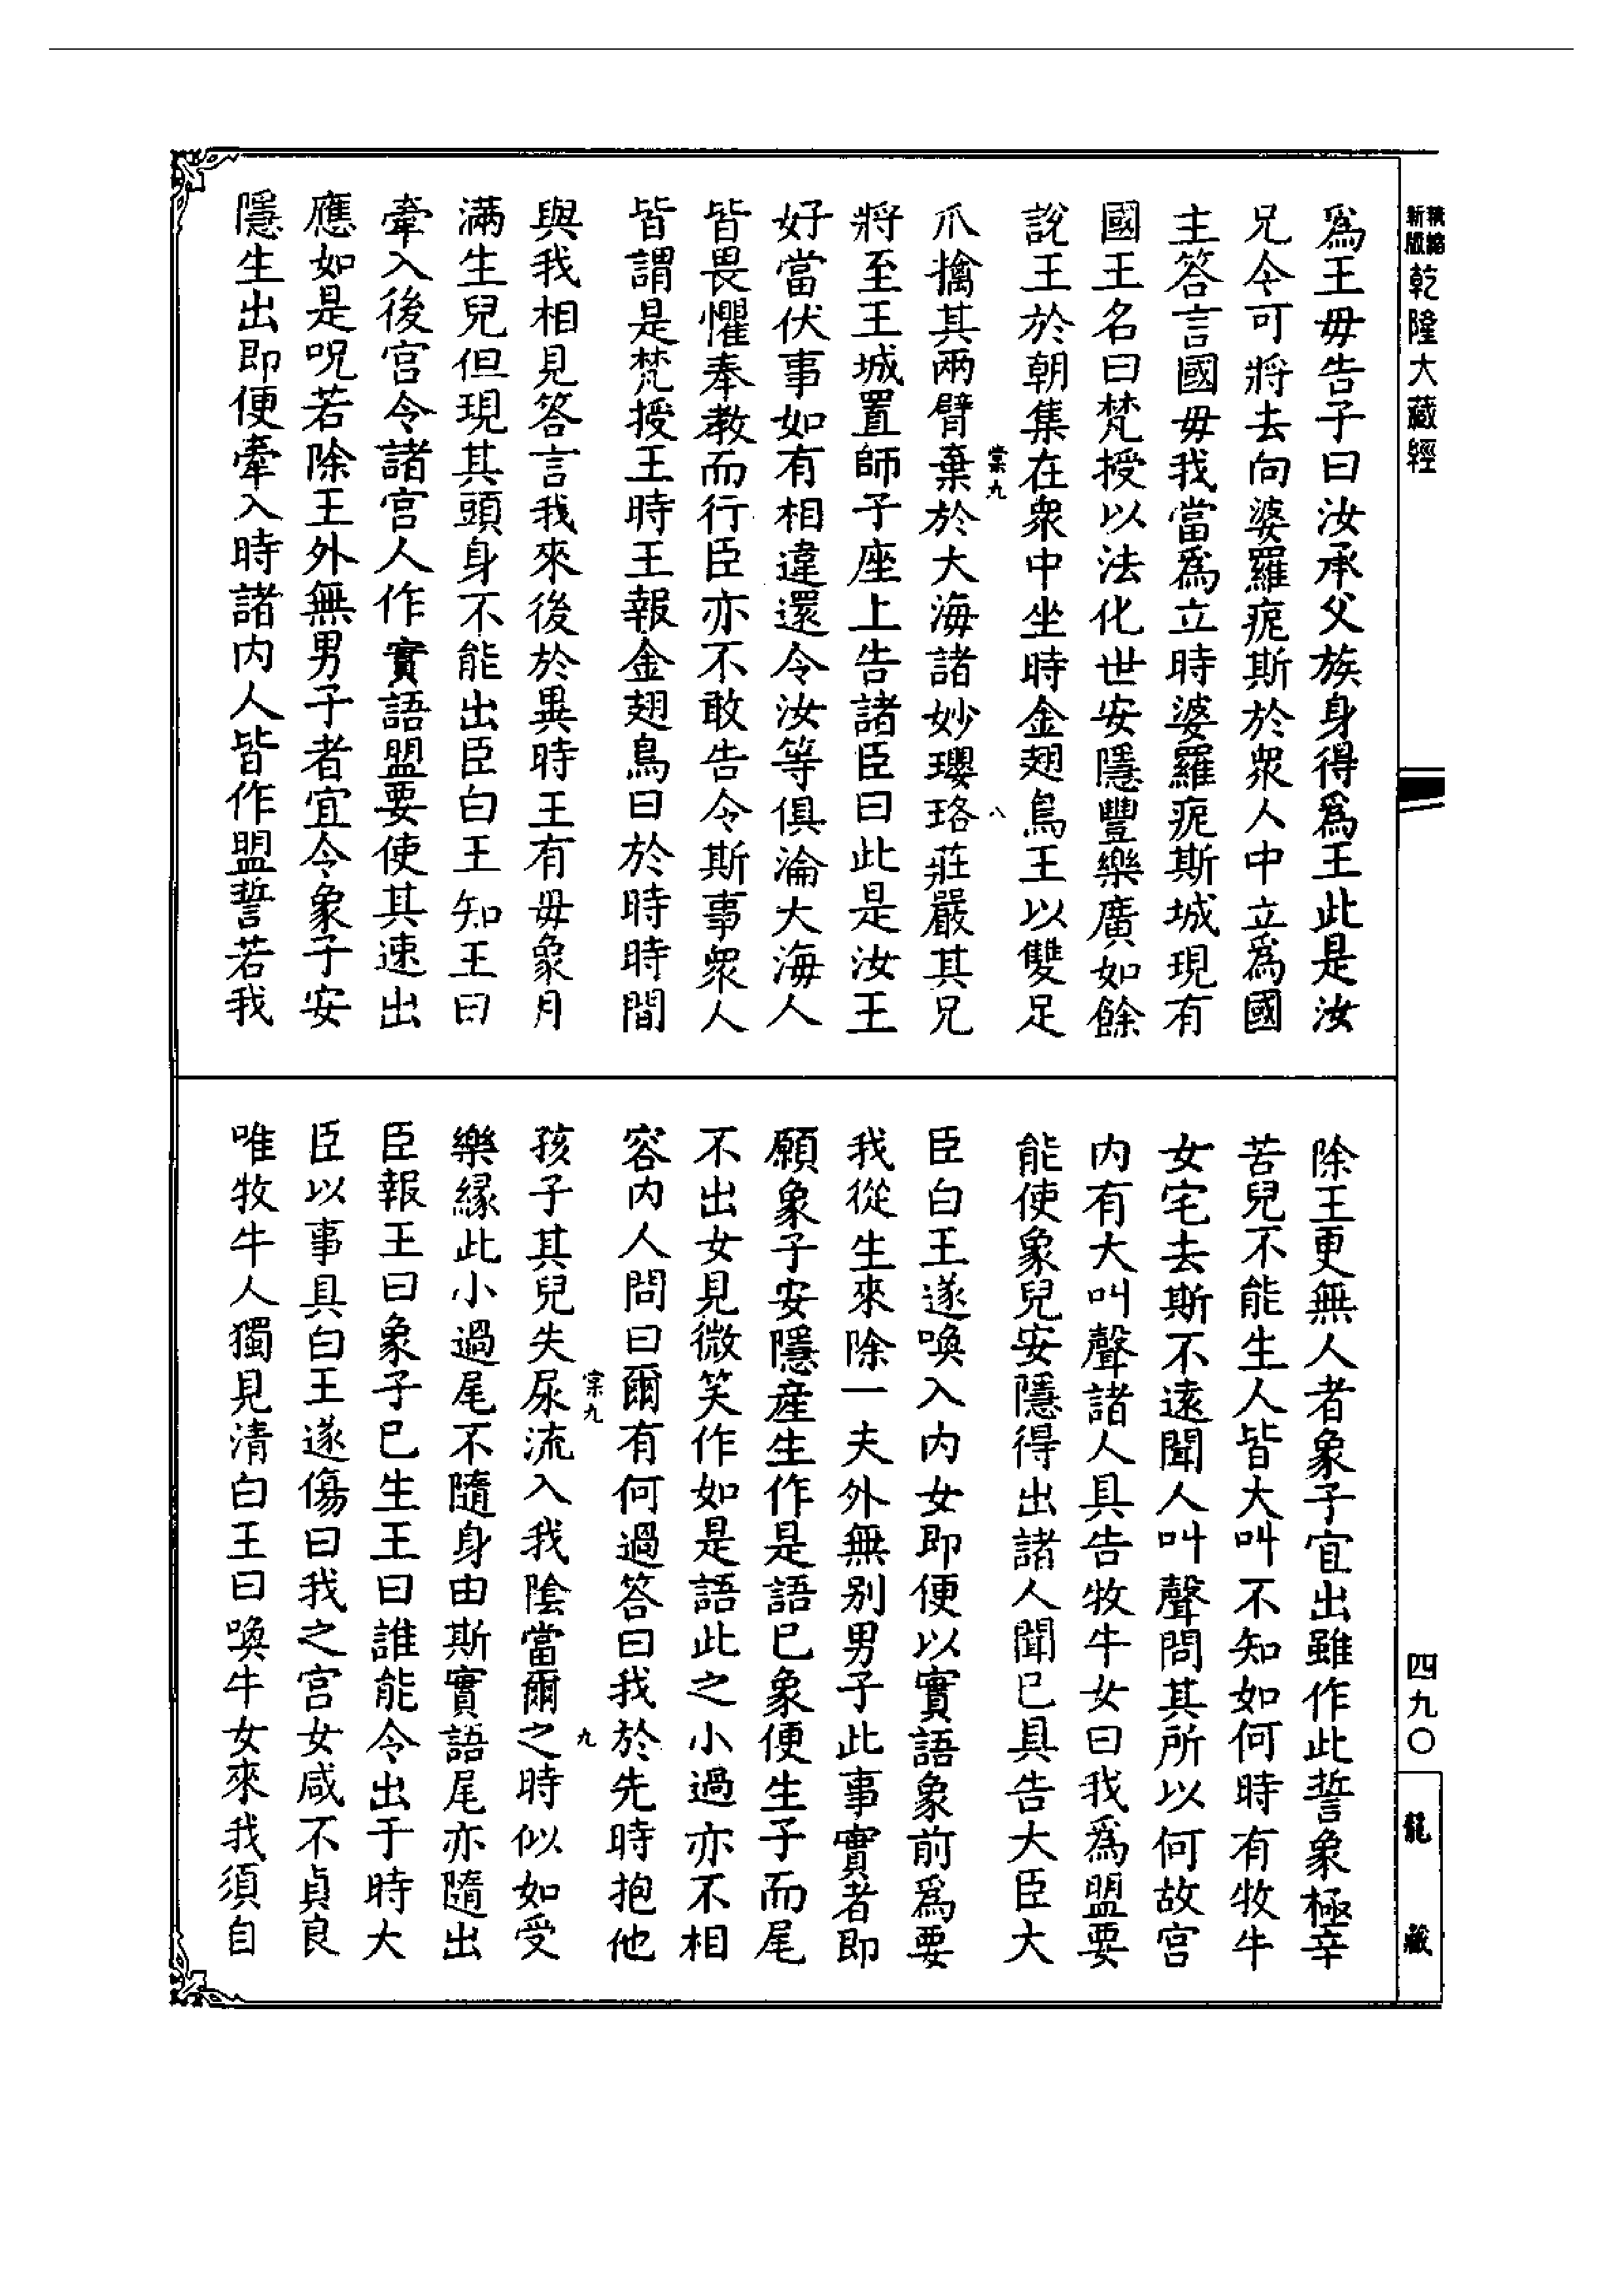 精縮新版乾隆大藏經
為王毋告子曰汝承父族身得爲王此是汝
兄今可將去向婆羅痆斯於衆人中立爲國
主答言國毋我當爲立時婆羅痆斯城現有
國王名曰梵授以法化世安隱豐樂廣如餘
說王於朝集在衆中坐時金翅鳥王以雙足
爪擒其兩臂棄於大海諸妙瓔珞莊嚴其兄
將至王城置師子座上告諸臣曰此是汝王
好當伏事如有相違還令汝等俱淪大海人
皆畏懼奉教而行臣亦不敢告令斯事衆人
皆謂是梵授王時王報金翅鳥曰於時時間
與我相見答言我來後於異時王有毋象月
滿生兒但現其頭身不能出臣白王知王曰
牽入後宮令諸宮人作實語盟要使其速出
應如是呪若除王外無男子者宜令象子安
隱生出即便牽入時諸内人皆作盟誓若我
棠九
八
除王更無人者象子宜出雖作此誓象極辛
苦兒不能生人皆大叫不知如何時有牧牛
女宅去斯不遠聞人叫聲問其所以何故宮
内有大叫聲諸人具告牧牛女曰我爲盟要
能使象兒安隱得出諸人聞已具告大臣大
臣白王遂喚入内女即便以實語象前爲要
我從生來除一夫外無别男子此事實者即
願象子安隱産生作是語已象便生子而尾
不出女見微笑作如是語此之小過亦不相
容内人問曰爾有何過答曰我於先時抱他
孩子其兒失尿流入我陰當爾之時似如受
樂縁此小過尾不隨身由斯實語尾亦隨出
臣報王曰象子已生王曰誰能令出于時大
臣以事具白王遂傷曰我之宮女咸不貞良
唯牧牛人獨見清白王曰喚牛女來我須自
棠九
九
四九〇
龍藏